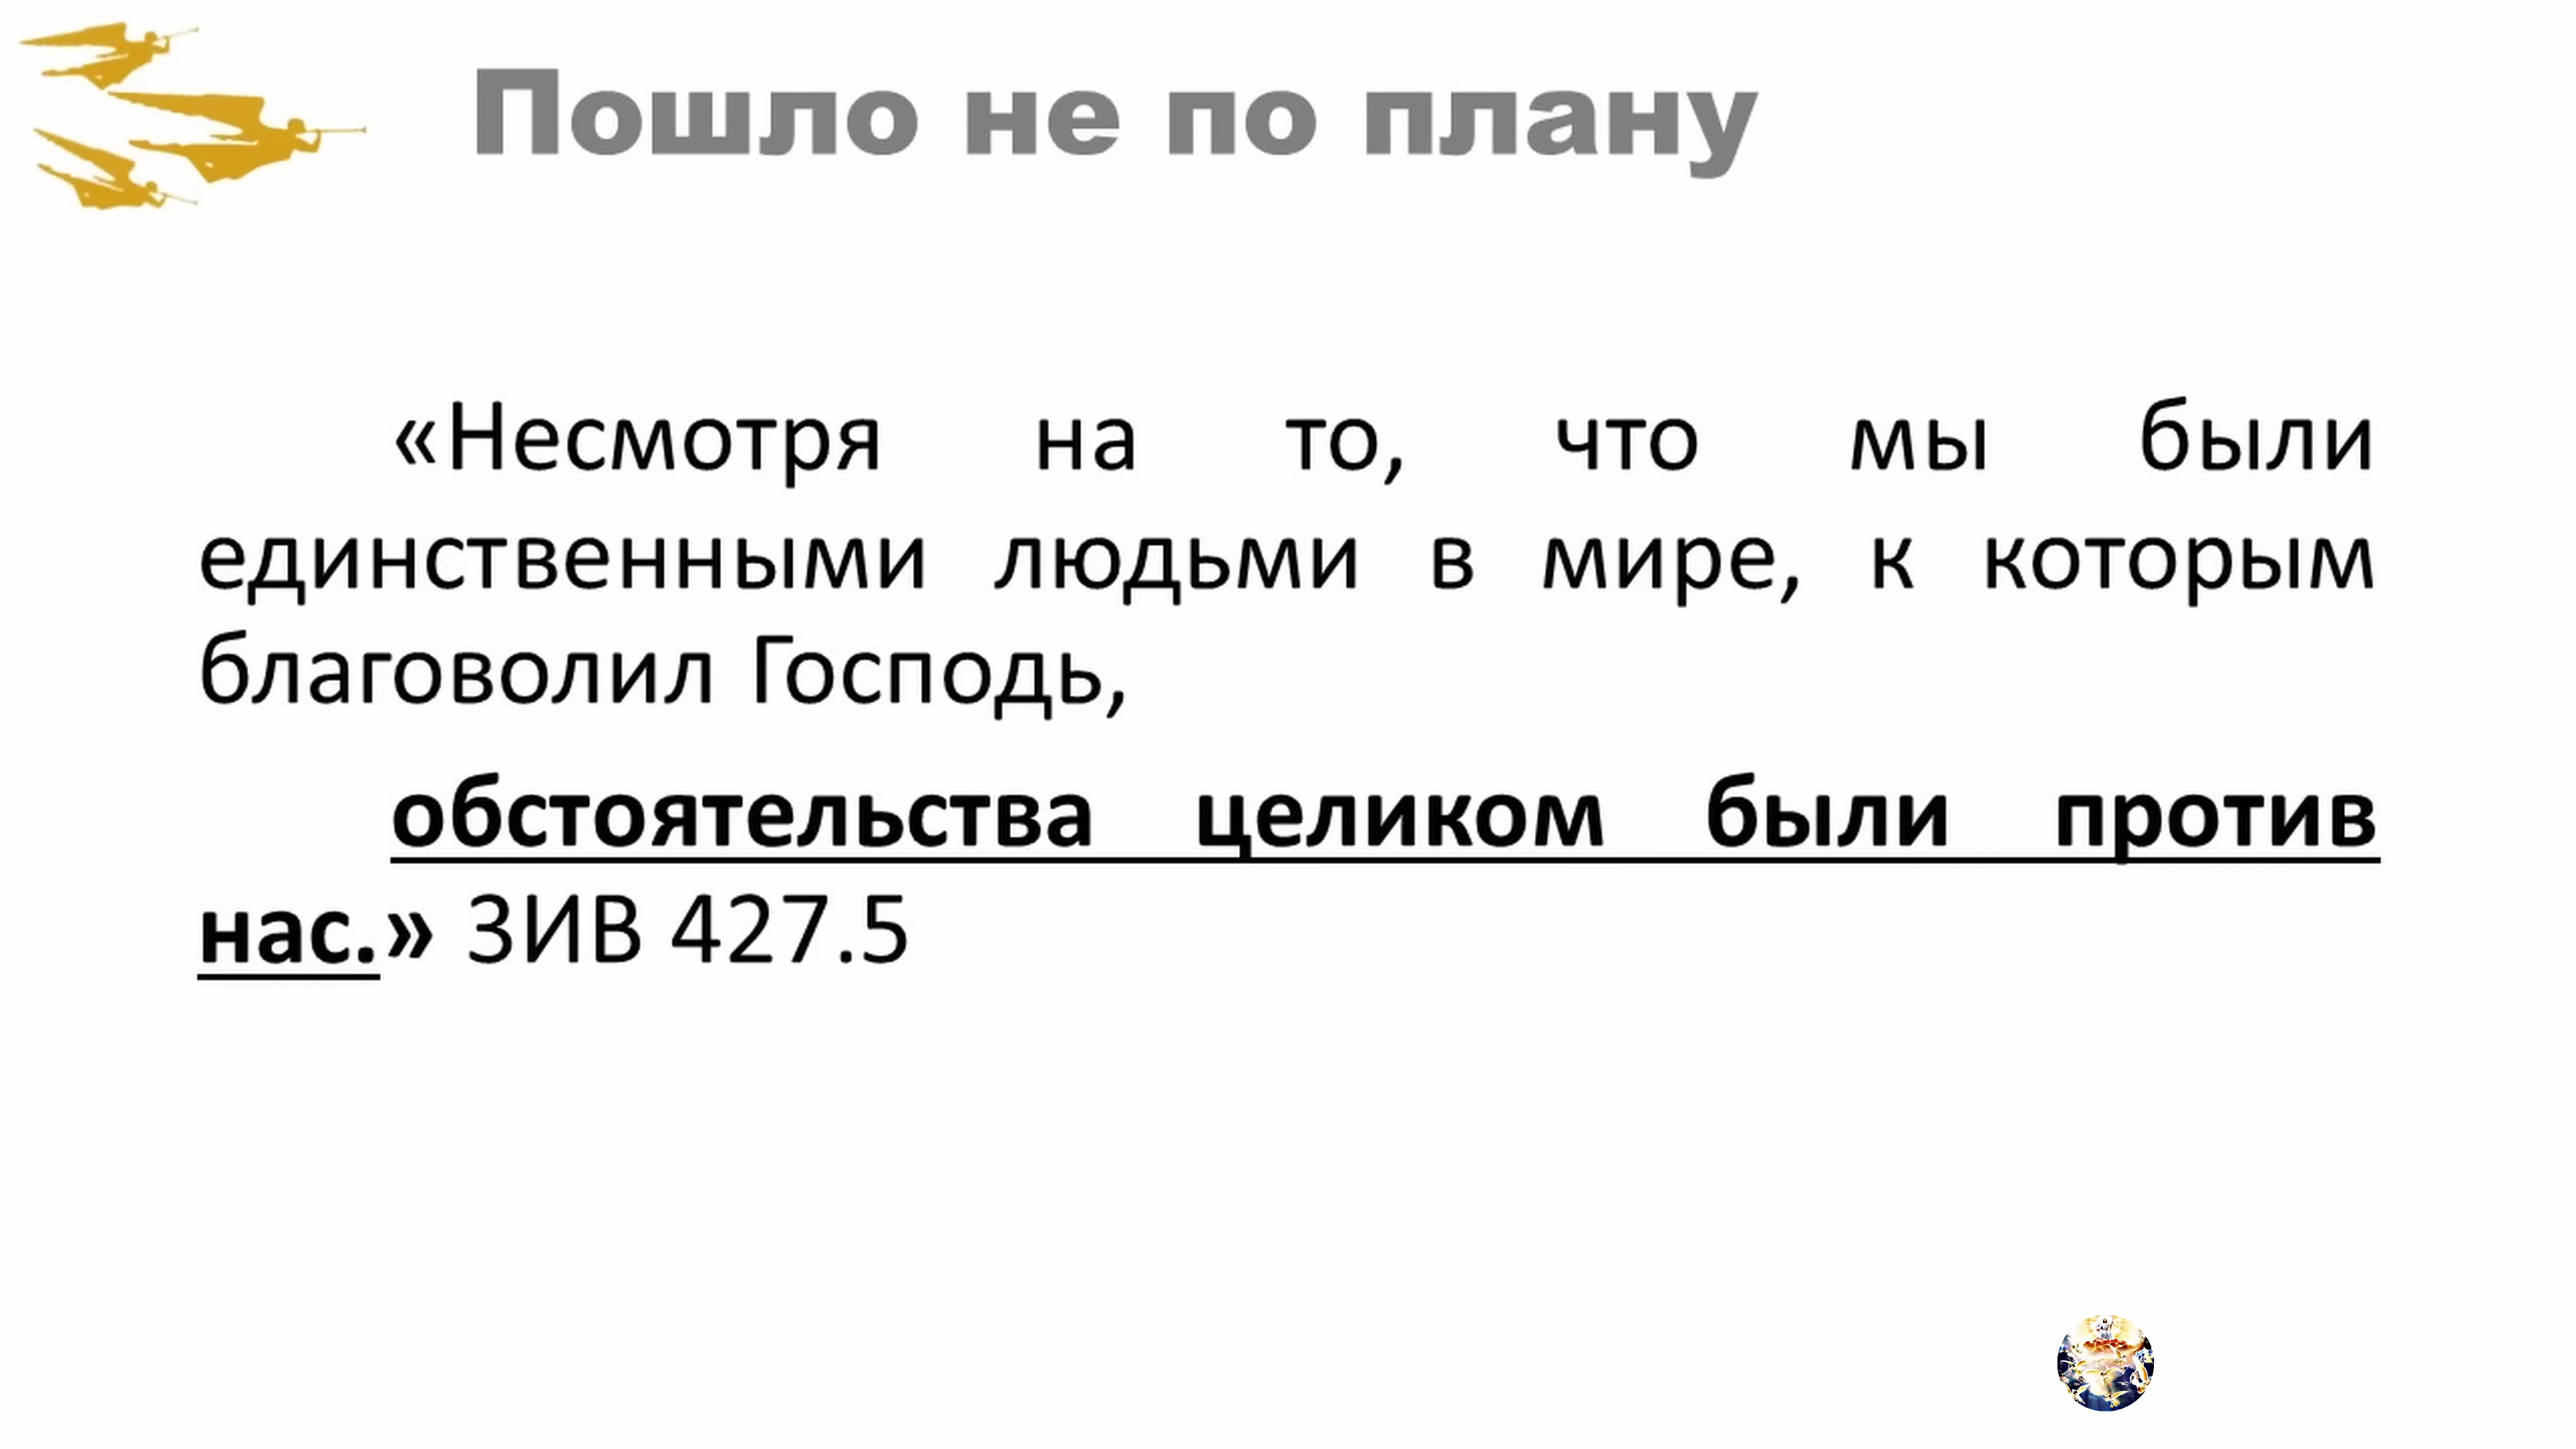 Пошло не по плану
«Несмотря на то, что мы были
единственными людьми в мире, к которым
благоволил Господь,
обстоятельства целиком были против
нас.» ЗИВ 427.5